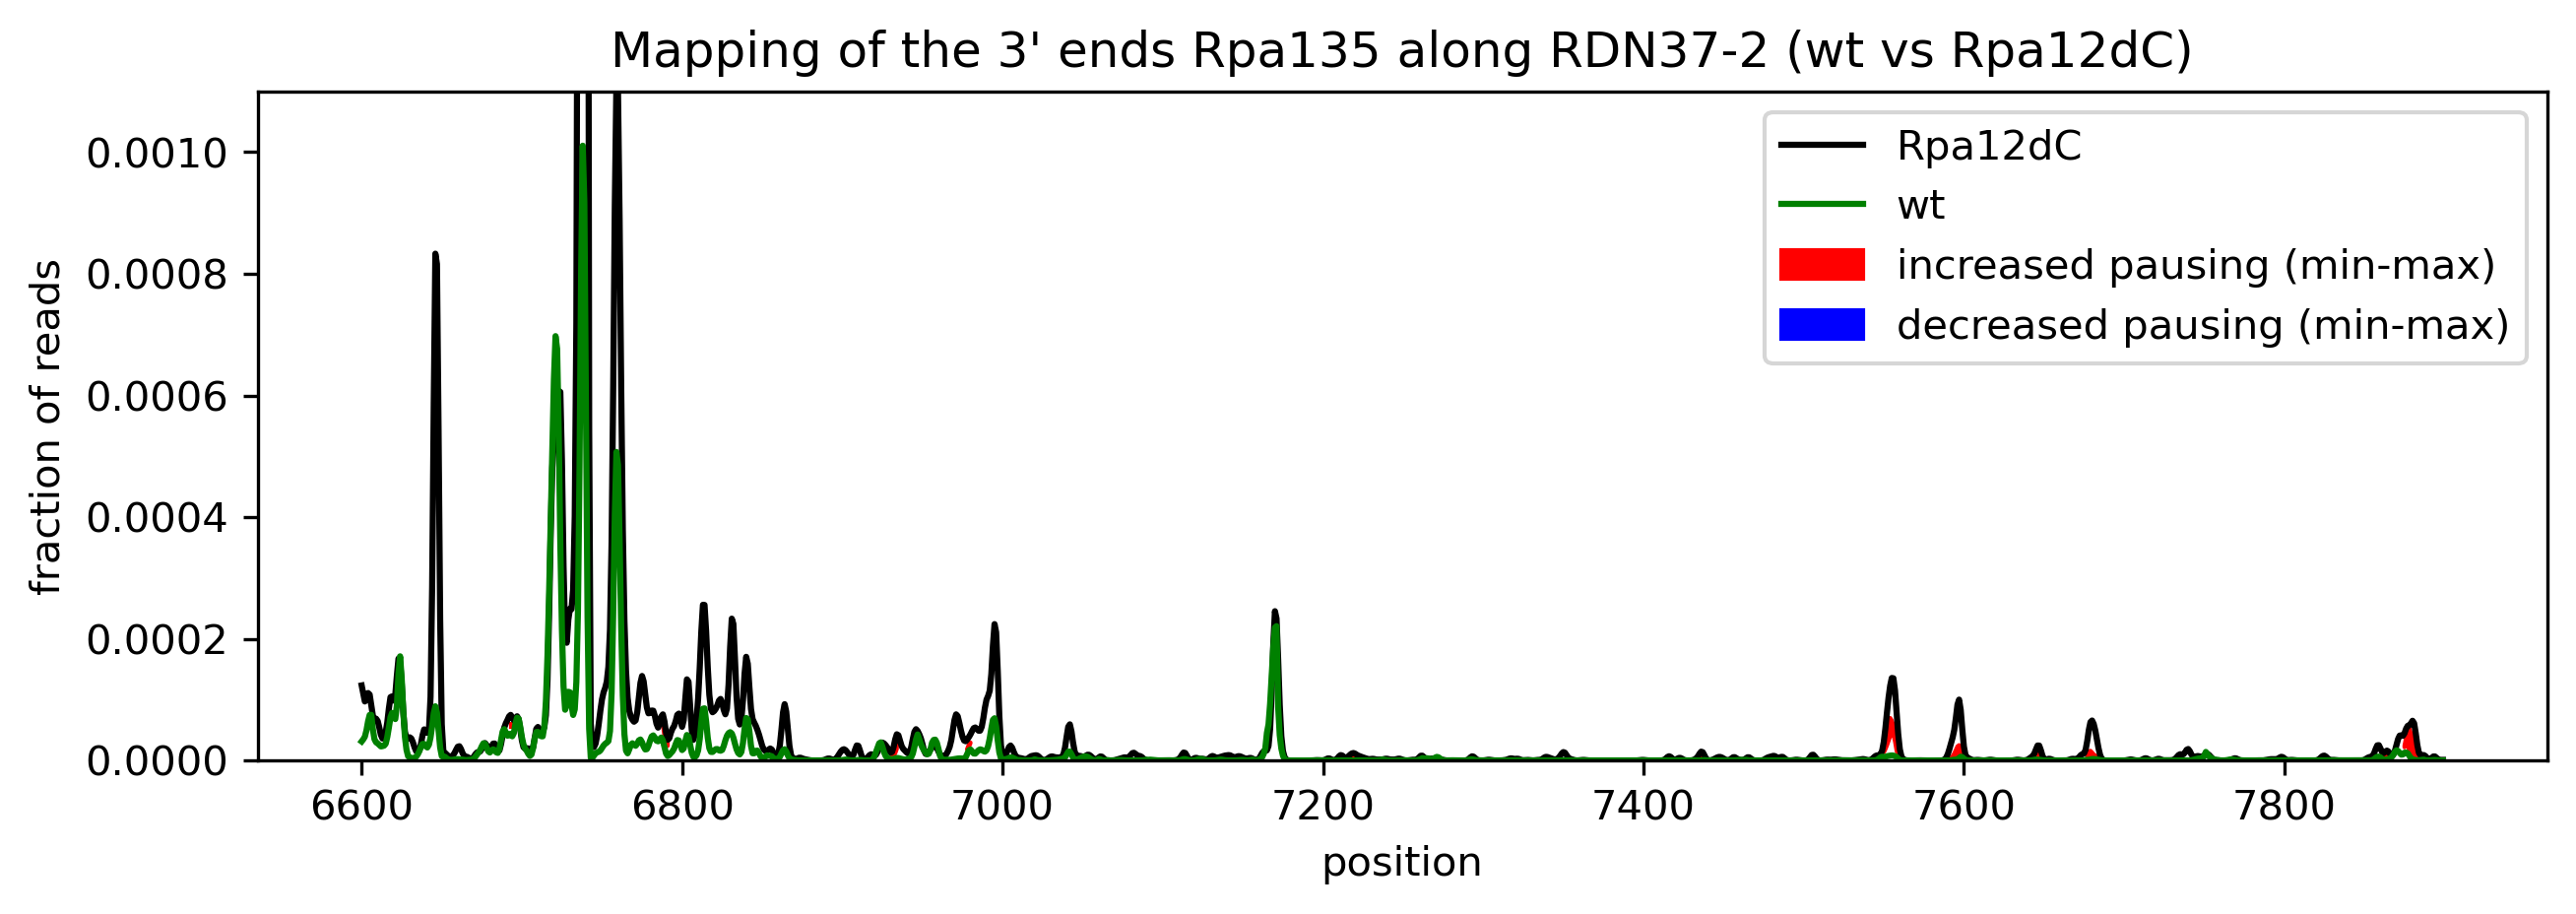 Mapping of the 3' ends Rpa135 along RDN37-2 (wt vs Rpa12dC)
Rpa12dC
wt
increased pausing (min-max)
decreased pausing (min-max)
fraction of reads
0.0010
0.0008
0.0006
0.0004
0.0002
0.0000
6600 6800 7000 7200 7400 7600 7800
position